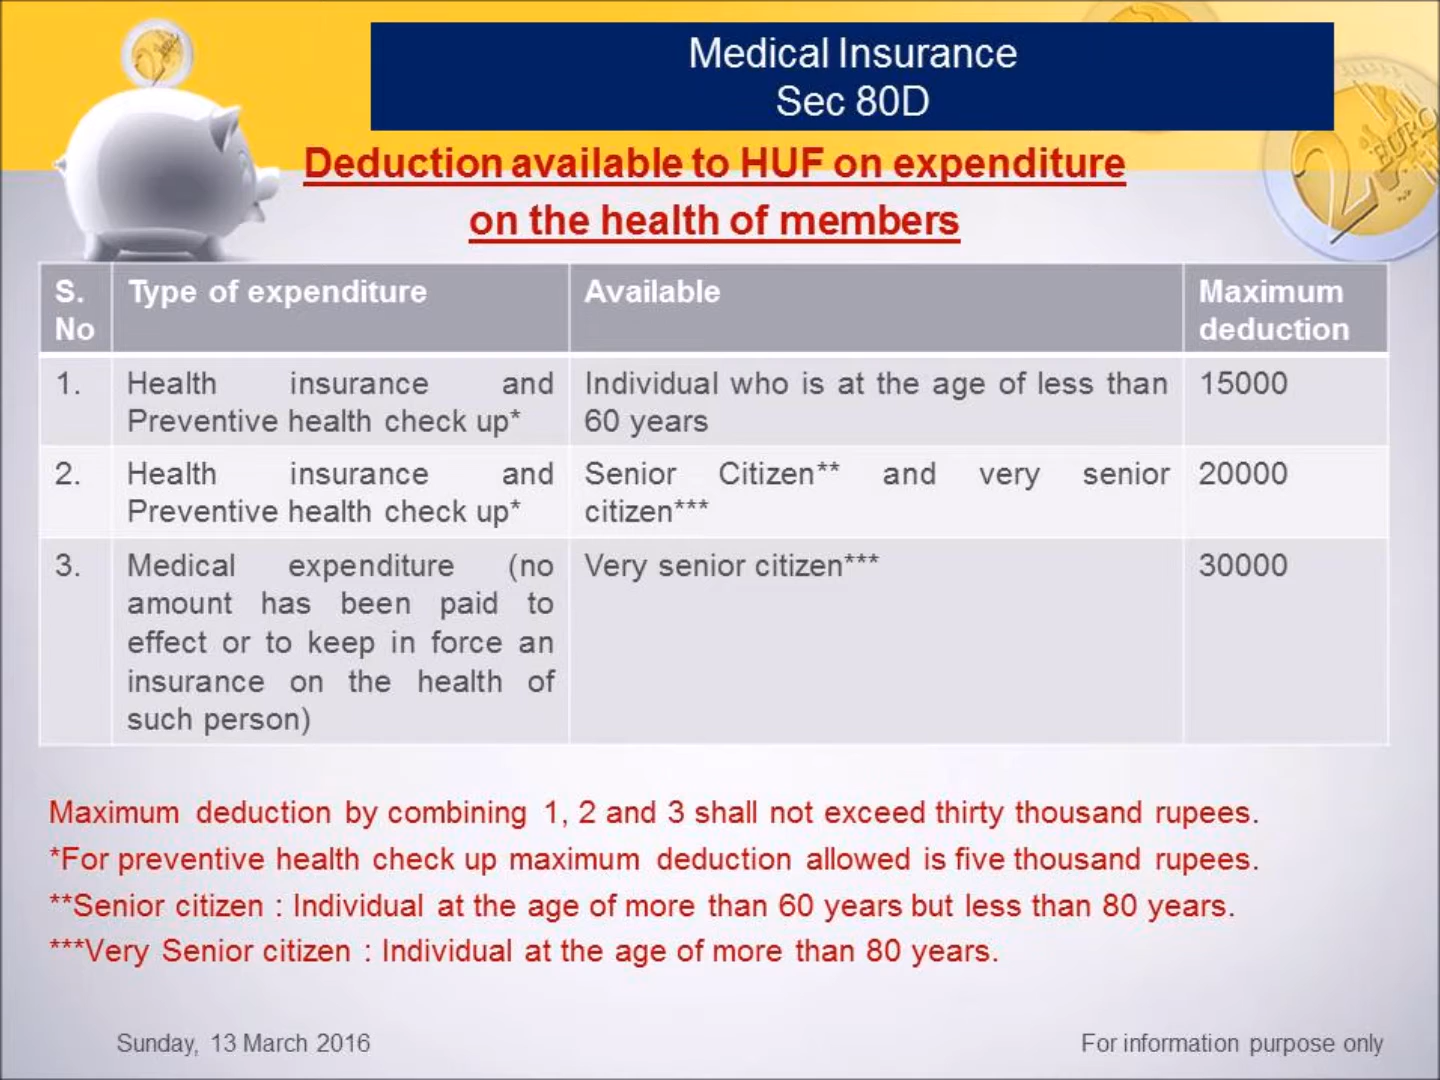 Medical Insurance
Sec 80D
Deduction available to HUF on expenditure
on the health of members
S. No
Type of expenditure
Available
Maximum deduction
1.
Health insurance and
Preventive health check up*
Individual who is at the age of less than
60 years
15000
2.
Health insurance and
Preventive health check up*
Senior Citizen** and very senior
citizen***
20000
3.
Medical expenditure (no
amount has been paid to
effect or to keep in force an
insurance on the health of
such person)
Very senior citizen***
30000
Maximum deduction by combining 1, 2 and 3 shall not exceed thirty thousand rupees.
*For preventive health check up maximum deduction allowed is five thousand rupees.
**Senior citizen : Individual at the age of more than 60 years but less than 80 years.
***Very Senior citizen : Individual at the age of more than 80 years.
Sunday, 13 March 2016
For information purpose only
2
EURO